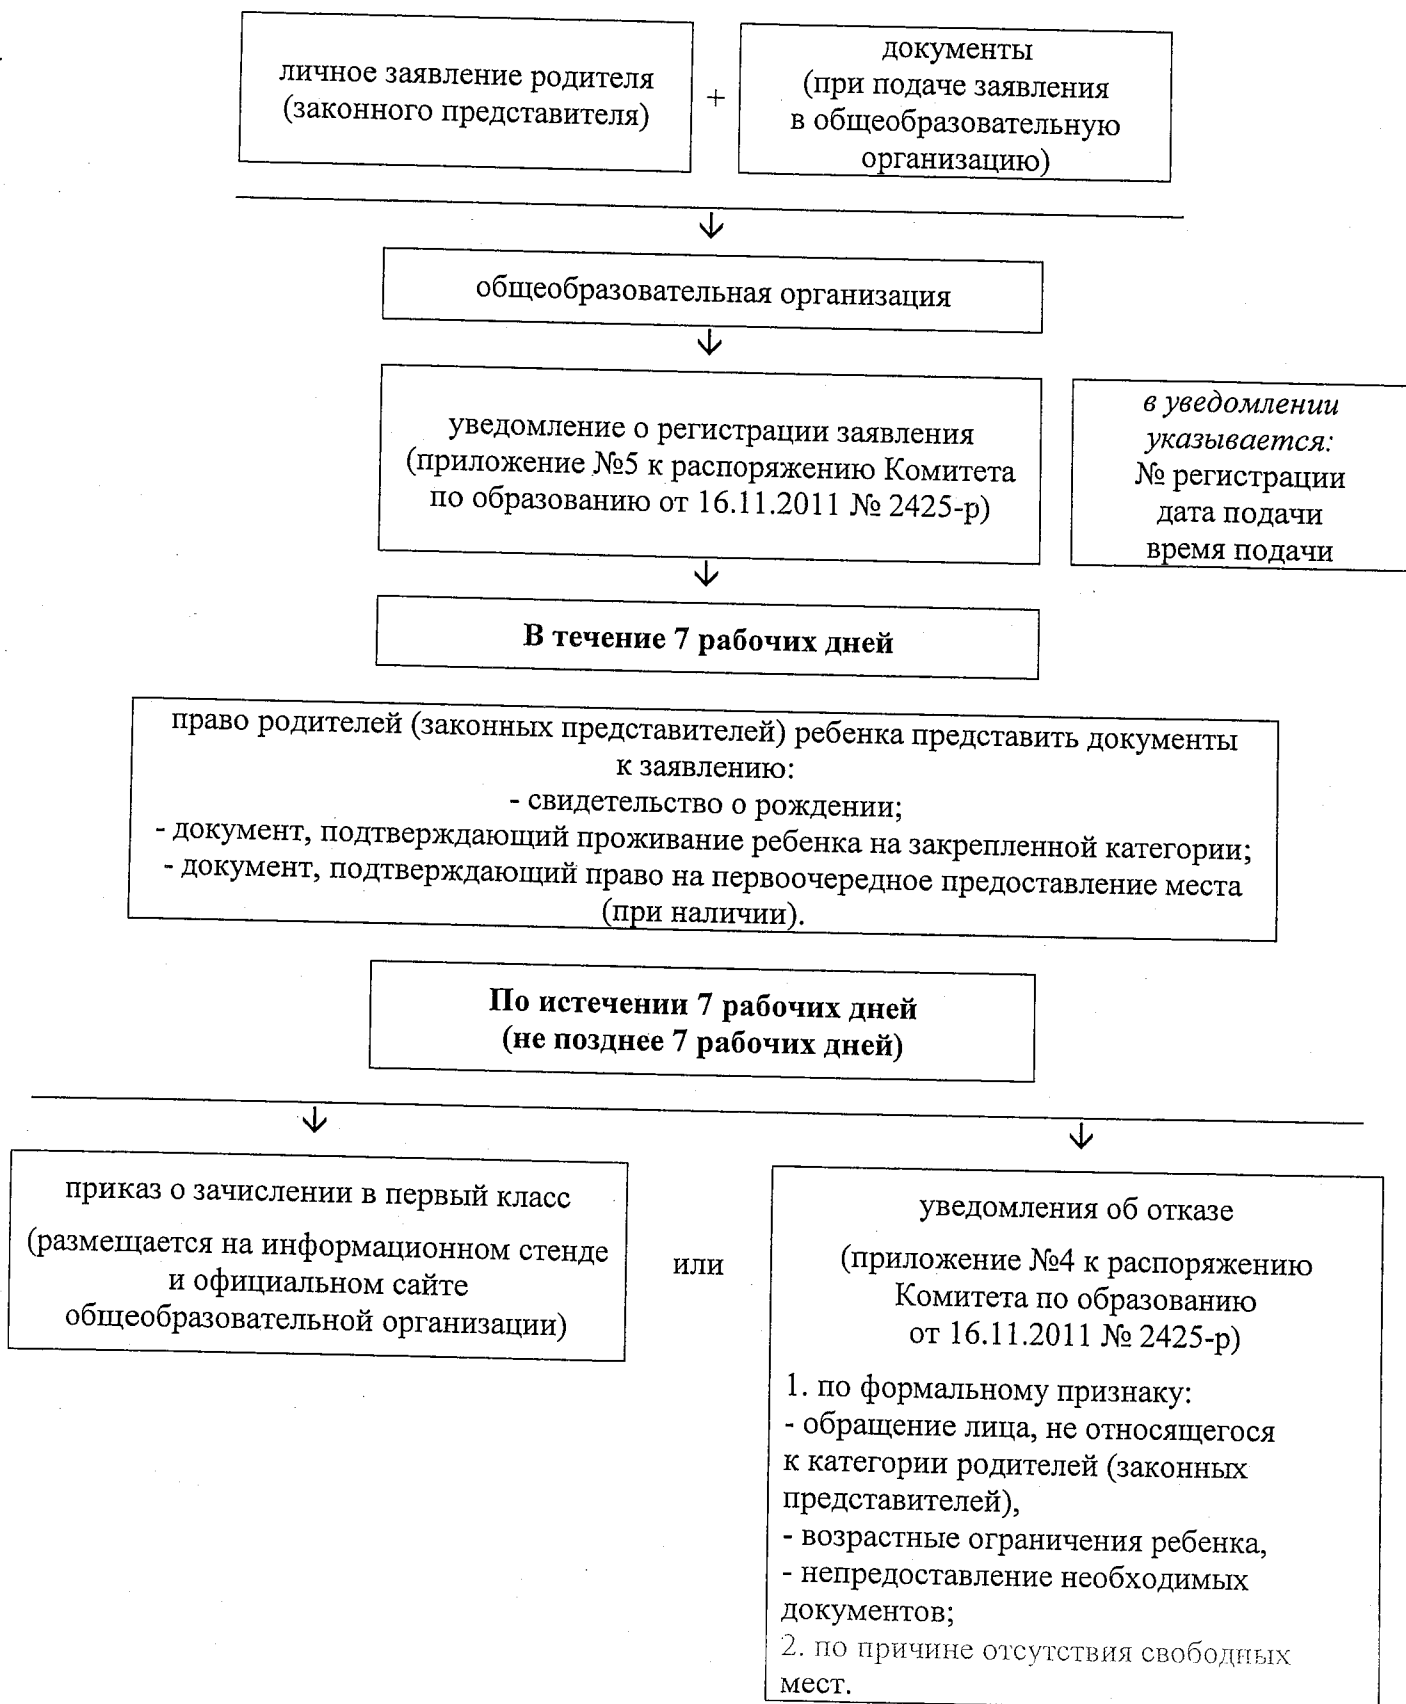 личное заявление родителя
(законного представителя)
+
документы
(при подаче заявления
в общеобразовательную
организацию)
общеобразовательная организация
уведомление о регистрации заявления
(приложение №5 к распоряжению Комитета
по образованию от 16.11.2011 № 2425-р)
в уведомлении
указывается:
№ регистрации
дата подачи
время подачи
В течение 7 рабочих дней
право родителей (законных представителей) ребенка представить документы
к заявлению:
- свидетельство о рождении;
- документ, подтверждающий проживание ребенка на закрепленной категории;
- документ, подтверждающий право на первоочередное предоставление места
(при наличии).
По истечении 7 рабочих дней
(не позднее 7 рабочих дней)
приказ о зачислении в первый класс
(размещается на информационном стенде
и официальном сайте
общеобразовательной организации)
или
уведомления об отказе
(приложение №4 к распоряжению
Комитета по образованию
от 16.11.2011 № 2425-р)
1. по формальному признаку:
- обращение лица, не относящегося
к категории родителей (законных
представителей),
- возрастные ограничения ребенка,
- непредоставление необходимых
документов;
2. по причине отсутствия свободных
мест.